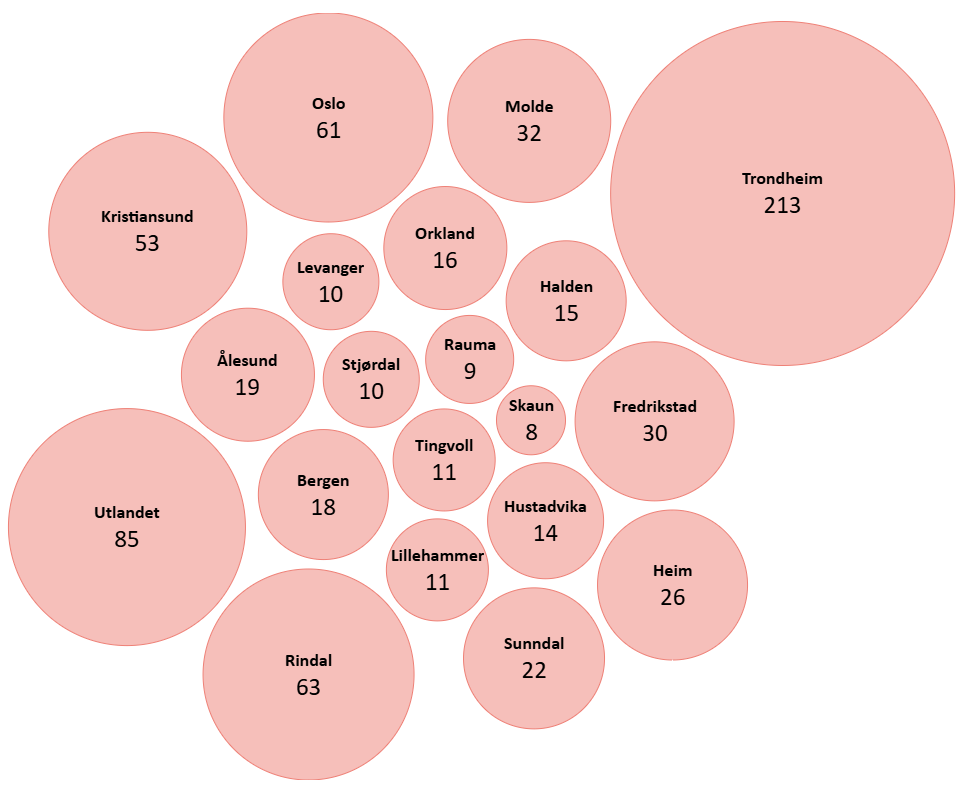 Oslo
61
Molde
32
Trondheim
213
Kristiansund
53
Orkland
16
Levanger
10
Halden
15
Rauma
9
Ålesund
19
Stjørdal
10
Skaun
8
Fredrikstad
30
Tingvoll
11
Bergen
18
Utlandet
85
Hustadvika
14
Lillehammer
11
Heim
26
Sunndal
22
Rindal
63